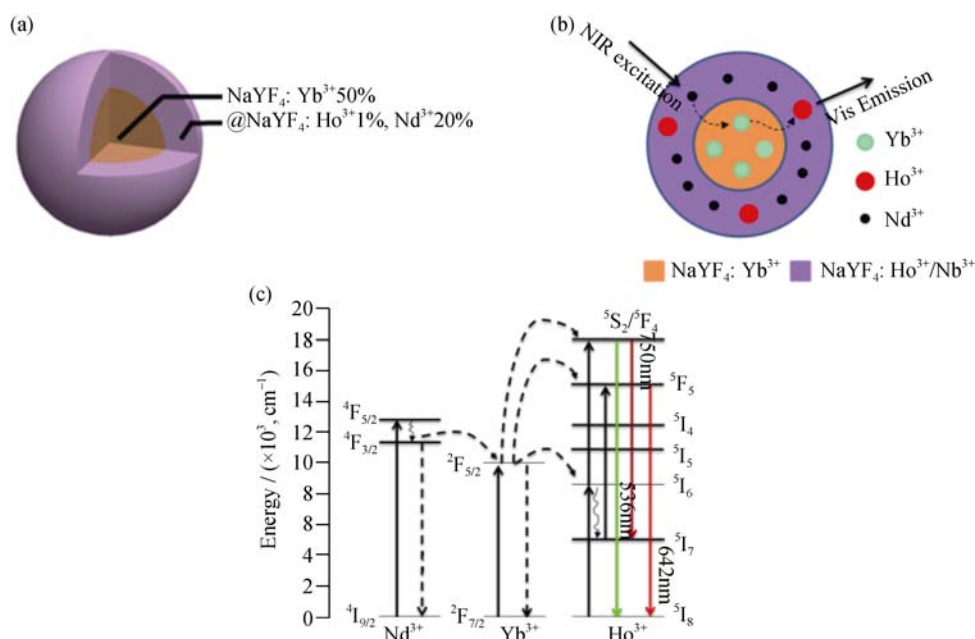 (a)
NaYF₄: Yb³⁺50%
@NaYF₄: Ho³⁺1%, Nd³⁺20%
(b)
NIR excitation
Vis Emission
Yb³⁺
Ho³⁺
Nd³⁺
NaYF₄: Yb³⁺
NaYF₄: Ho³⁺/Nb³⁺
(c)
Energy / (×10³, cm⁻¹)
20
18
16
14
12
10
8
8
4
2
0
⁴F₅/₂
⁴F₃/₂
⁴I₉/₂
Nd³⁺
²F₅/₂
²F₇/₂
Yb³⁺
⁵S₂/⁵F₄
⁵F₅
⁵I₄
⁵I₅
⁵I₆
⁵I₇
⁵I₈
750nm
536nm
642nm
Ho³⁺